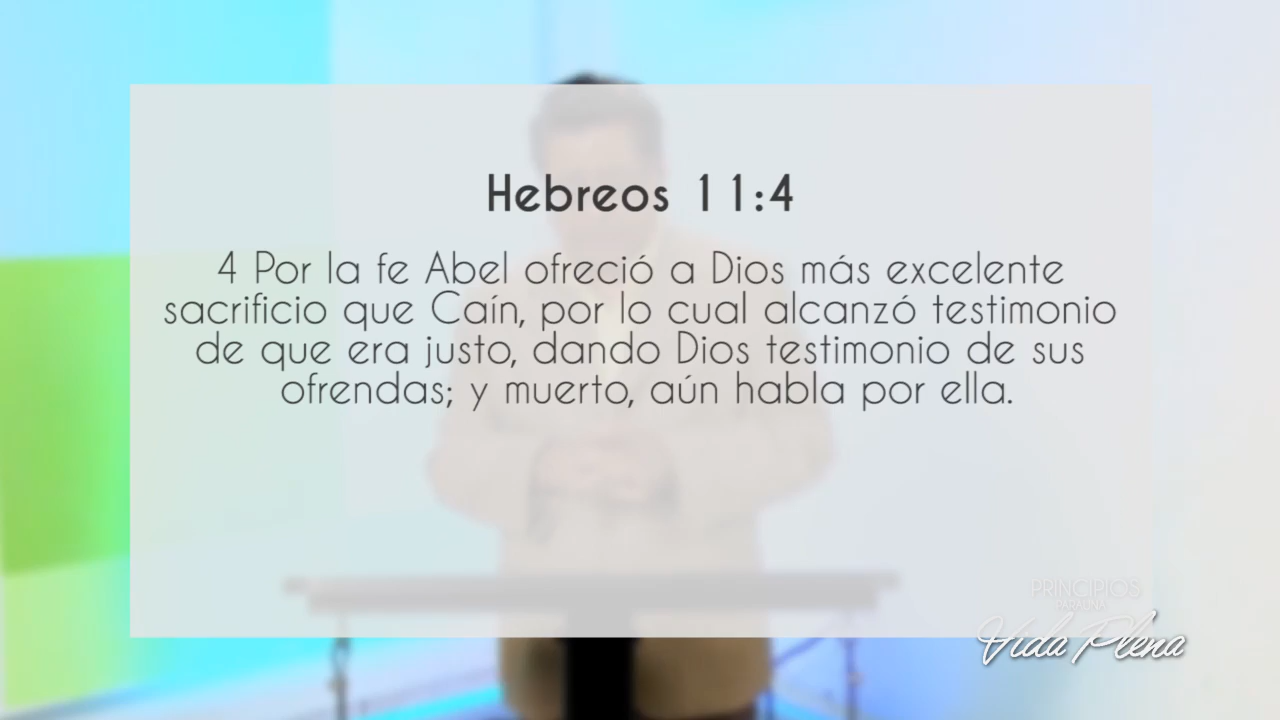 Hebreos 11:4
4 Por la fe Abel ofreció a Dios más excelente
sacrificio que Caín, por lo cual alcanzó testimonio
de que era justo, dando Dios testimonio de sus
ofrendas; y muerto, aún habla por ella.
PRINCIPIOS
PARA UNA
Vida Plena